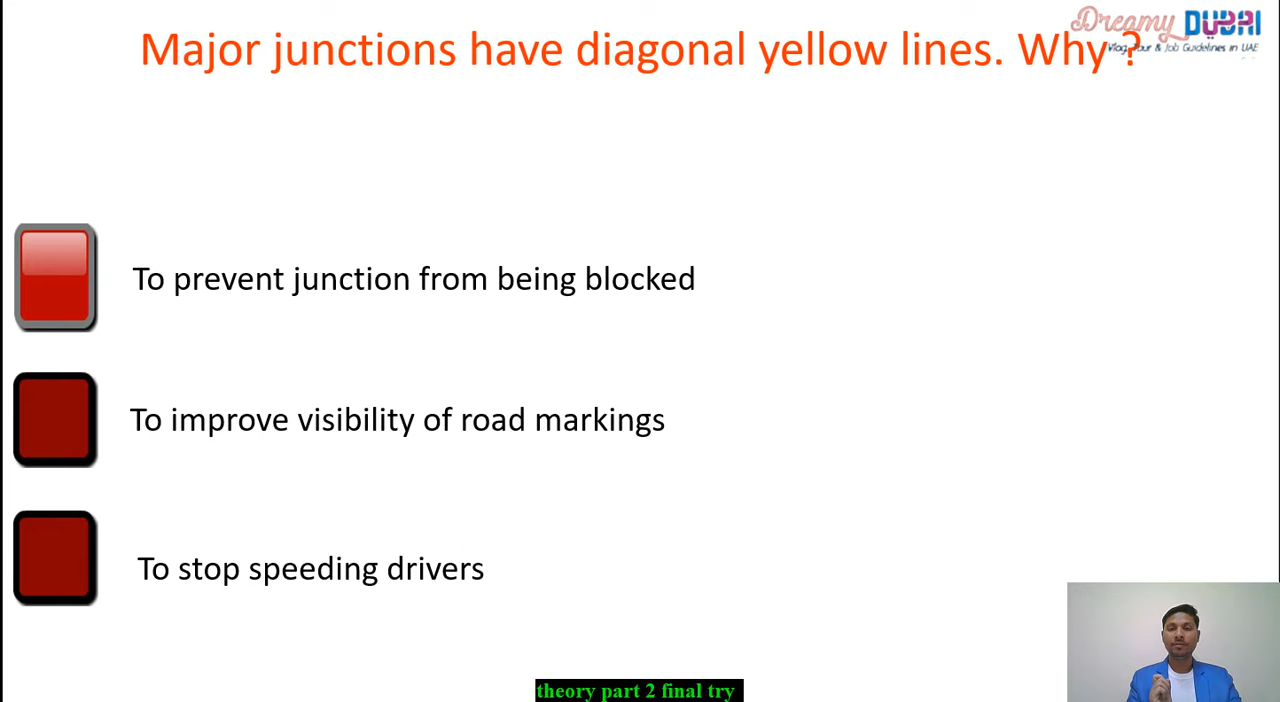 Dreamy DUBAI
Vlog, Tour & Job Guidelines in UAE
Major junctions have diagonal yellow lines. Why ?
To prevent junction from being blocked
To improve visibility of road markings
To stop speeding drivers
theory part 2 final try